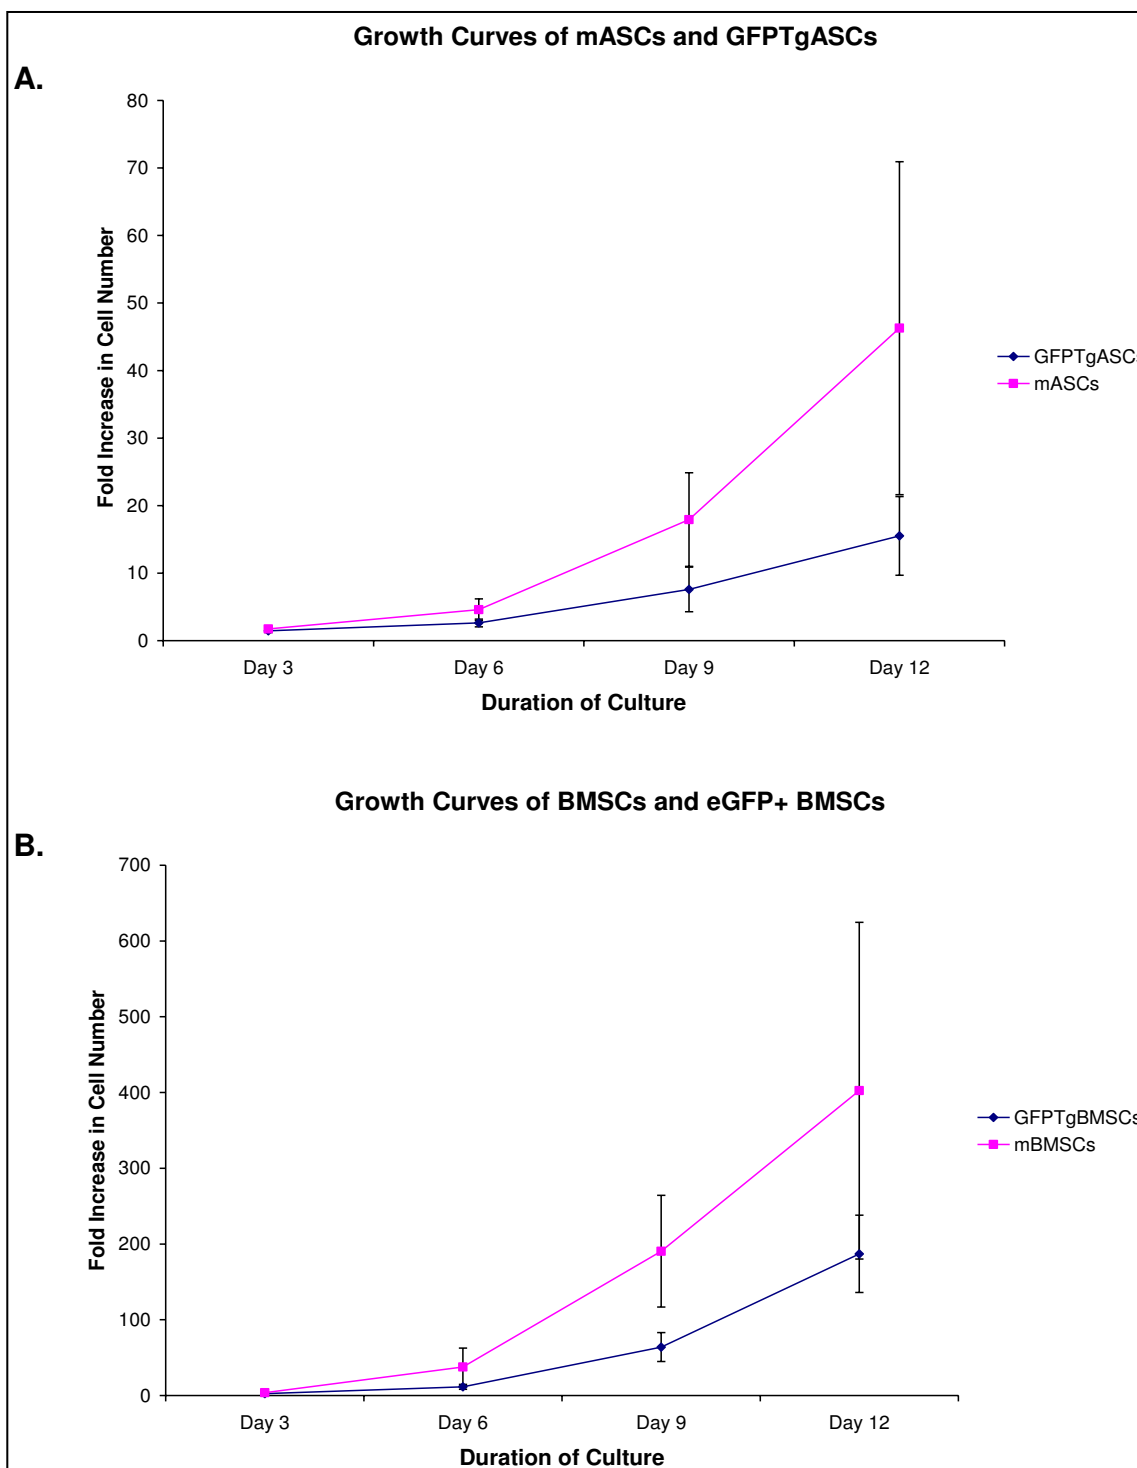 Growth Curves of mASCs and GFPTgASCs
A.
80
70
60
50
40
30
20
10
0
Fold Increase in Cell Number
Day 3 Day 6 Day 9 Day 12
Duration of Culture
GFPTgASCs
mASCs
Growth Curves of BMSCs and eGFP+ BMSCs
B.
700
600
500
400
300
200
100
0
Fold Increase in Cell Number
Day 3 Day 6 Day 9 Day 12
Duration of Culture
GFPTgBMSCs
mBMSCs